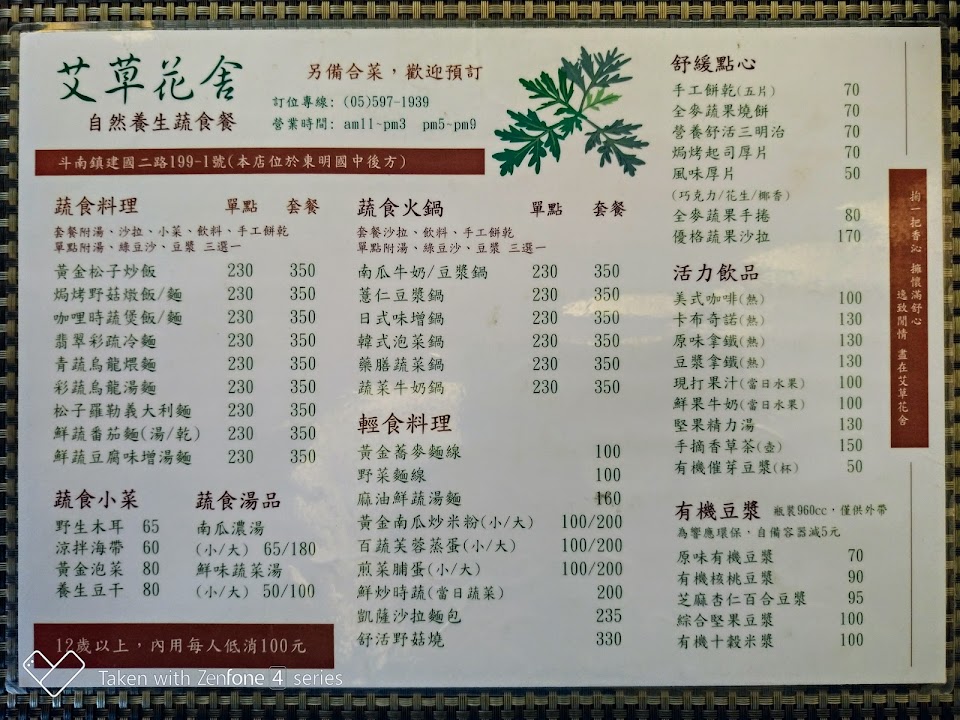 艾草花舍
自然養生蔬食餐
另備合菜，歡迎預訂
訂位專線: (05)597-1939
營業時間: am11~pm3 pm5~pm9
斗南鎮建國二路199-1號(本店位於東明國中後方)
蔬食料理 單點 套餐
套餐附湯、沙拉、小菜、飲料、手工餅乾
單點附湯、綠豆沙、豆漿 三選一
黃金松子炒飯 230 350
焗烤野菇燉飯/麵 230 350
咖哩時蔬煲飯/麵 230 350
翡翠彩疏冷麵 230 350
青蔬烏龍煨麵 230 350
彩蔬烏龍湯麵 230 350
松子羅勒義大利麵 230 350
鮮蔬番茄麵(湯/乾) 230 350
鮮蔬豆腐味增湯麵 230 350
蔬食小菜
野生木耳 65
涼拌海帶 60
黃金泡菜 80
養生豆干 80
蔬食湯品
南瓜濃湯
(小/大) 65/180
鮮味蔬菜湯
(小/大) 50/100
12歲以上，內用每人低消100元
蔬食火鍋 單點 套餐
套餐沙拉、飲料、手工餅乾
單點附湯、綠豆沙、豆漿 三選一
南瓜牛奶/豆漿鍋 230 350
薏仁豆漿鍋 230 350
日式味增鍋 230 350
韓式泡菜鍋 230 350
藥膳蔬菜鍋 230 350
蔬菜牛奶鍋 230 350
輕食料理
黃金蕎麥麵線 100
野菜麵線 100
麻油鮮蔬湯麵 160
黃金南瓜炒米粉(小/大) 100/200
百蔬芙蓉蒸蛋(小/大) 100/200
煎菜脯蛋(小/大) 100/200
鮮炒時蔬(當日蔬菜) 200
凱薩沙拉麵包 235
舒活野菇燒 330
舒緩點心
手工餅乾(五片) 70
全麥蔬果燒餅 70
營養舒活三明治 70
焗烤起司厚片 70
風味厚片 50
(巧克力/花生/椰香)
全麥蔬果手捲 80
優格蔬果沙拉 170
活力飲品
美式咖啡(熱) 100
卡布奇諾(熱) 130
原味拿鐵(熱) 130
豆漿拿鐵(熱) 130
現打果汁(當日水果) 100
鮮果牛奶(當日水果) 100
堅果精力湯 130
手摘香草茶(壺) 150
有機催芽豆漿(杯) 50
有機豆漿 瓶裝960cc，僅供外帶
為響應環保，自備容器減5元
原味有機豆漿 70
有機核桃豆漿 90
芝麻杏仁百合豆漿 95
綜合堅果豆漿 100
有機十穀米漿 100
掬一把香沁 擁懷滿舒心
逸致閒情 盡在艾草花舍
Taken with Zenfone 4 series